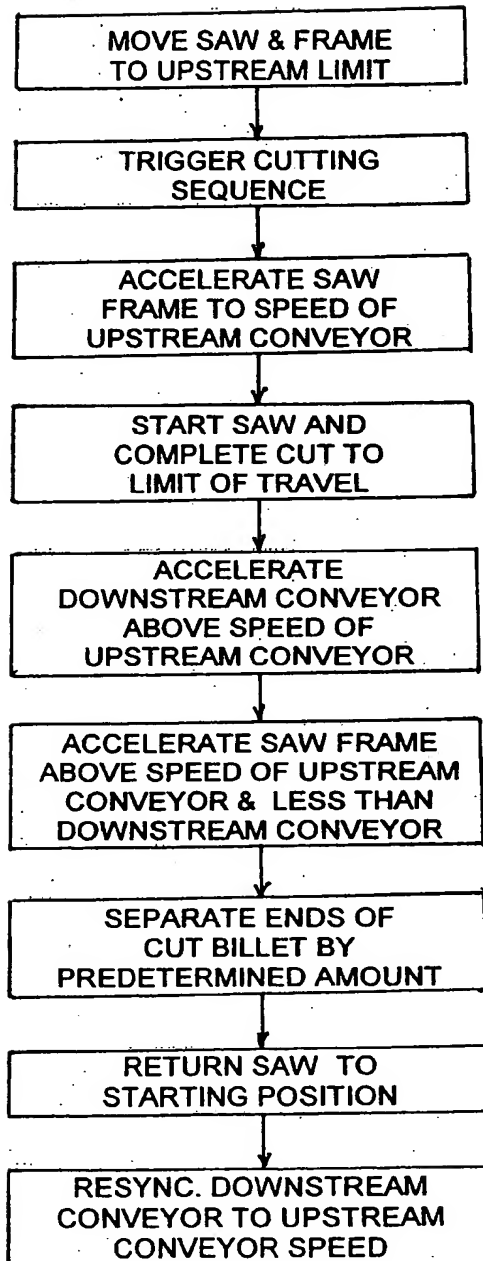 MOVE SAW & FRAME
TO UPSTREAM LIMIT
TRIGGER CUTTING
SEQUENCE
ACCELERATE SAW
FRAME TO SPEED OF
UPSTREAM CONVEYOR
START SAW AND
COMPLETE CUT TO
LIMIT OF TRAVEL
ACCELERATE
DOWNSTREAM CONVEYOR
ABOVE SPEED OF
UPSTREAM CONVEYOR
ACCELERATE SAW FRAME
ABOVE SPEED OF UPSTREAM
CONVEYOR & LESS THAN
DOWNSTREAM CONVEYOR
SEPARATE ENDS OF
CUT BILLET BY
PREDETERMINED AMOUNT
RETURN SAW TO
STARTING POSITION
RESYNC. DOWNSTREAM
CONVEYOR TO UPSTREAM
CONVEYOR SPEED